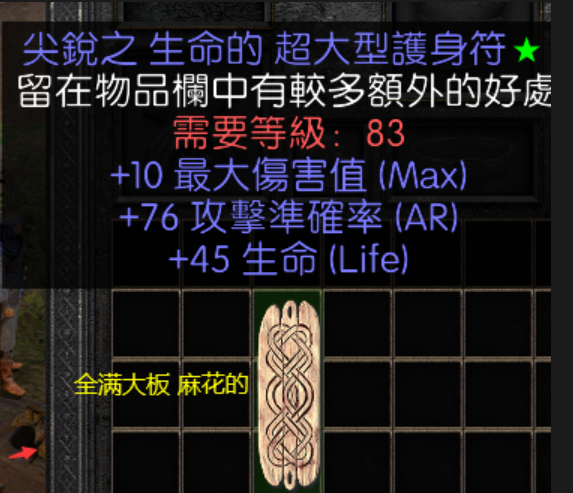 尖銳之 生命的 超大型護身符★
留在物品欄中有較多額外的好處
需要等級: 83
+10 最大傷害值 (Max)
+76 攻擊準確率 (AR)
+45 生命 (Life)
全满大板 麻花的